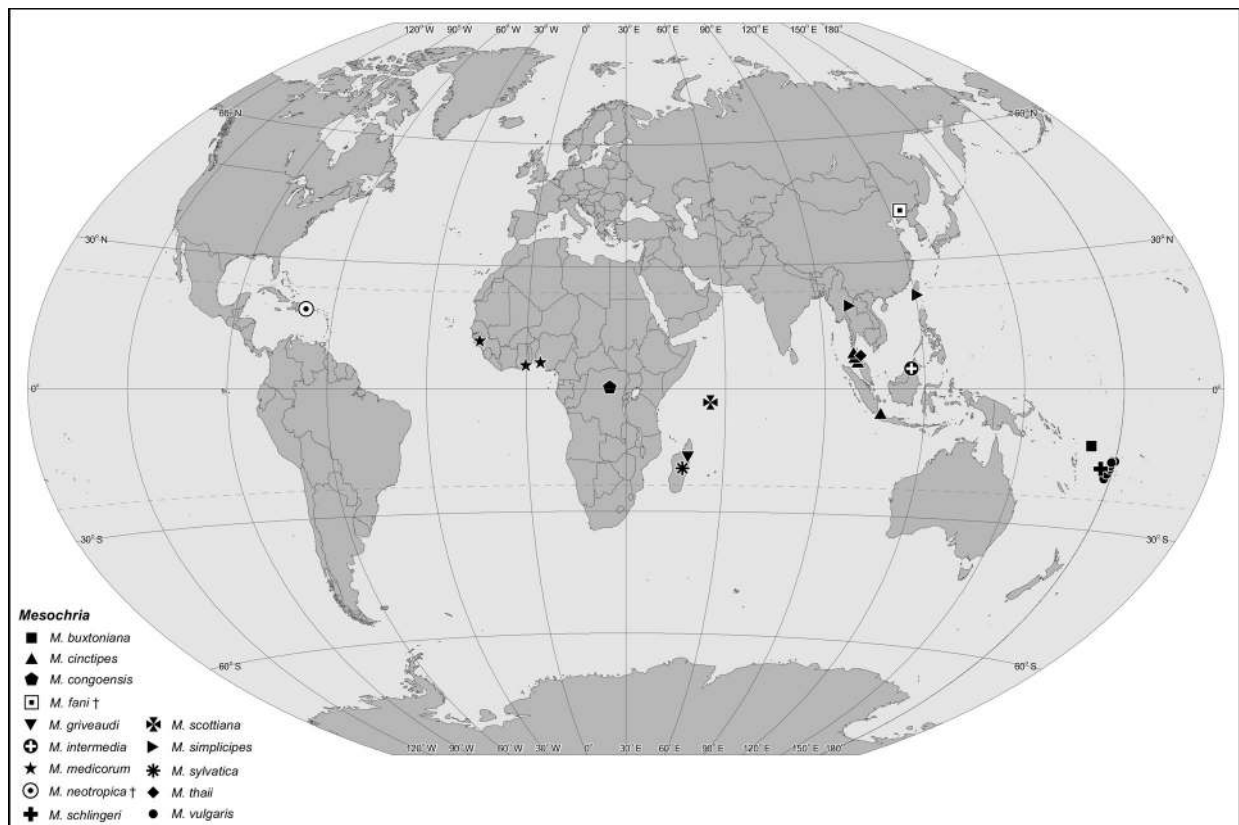 120° W 90° W 60° W 30° W 0° 30° E 60° E 90° E 120° E 150° E 180°
60° N 60° N
30° N 30° N
0° 0°
30° S 30° S
60° S 60° S
120° W 90° W 60° W 30° W 0° 30° E 60° E 90° E 120° E 150° E 180°
Mesochria
M. buxtoniana
M. cinctipes
M. congoensis
M. fani †
M. griveaudi
M. intermedia
M. medicorum
M. neotropica †
M. schlingeri
M. scottiana
M. simplicipes
M. sylvatica
M. thaii
M. vulgaris